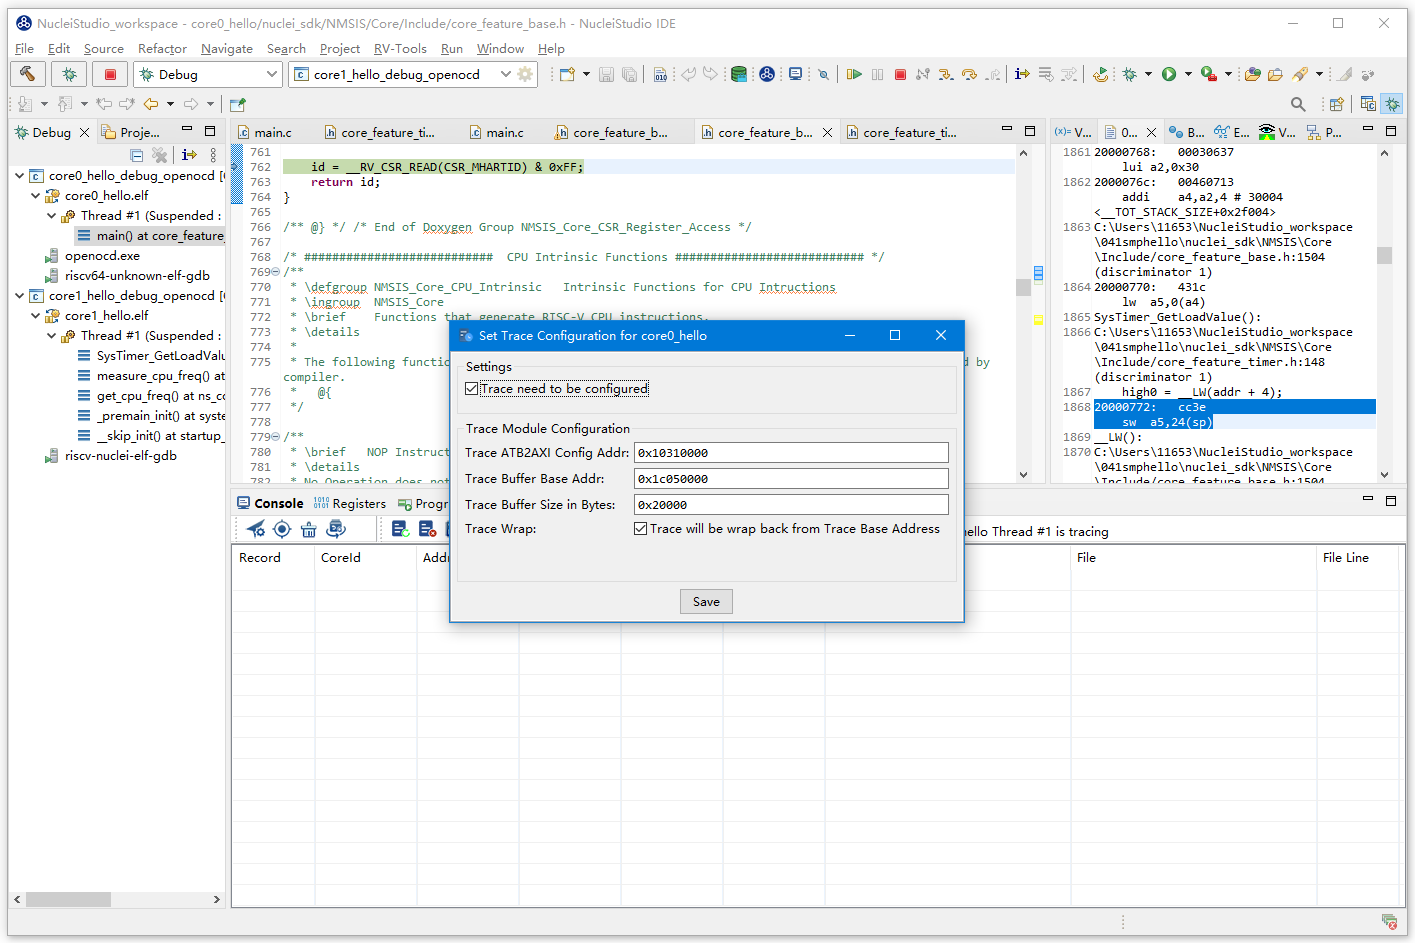 NucleiStudio_workspace - core0_hello/nuclei_sdk/NMSIS/Core/Include/core_feature_base.h - NucleiStudio IDE
File Edit Source Refactor Navigate Search Project RV-Tools Run Window Help
Debug
core1_hello_debug_openocd
Debug
Proje...
core0_hello_debug_openocd [
core0_hello.elf
Thread #1 (Suspended :
main() at core_feature_
openocd.exe
riscv64-unknown-elf-gdb
core1_hello_debug_openocd [
core1_hello.elf
Thread #1 (Suspended :
SysTimer_GetLoadValu
measure_cpu_freq() at
get_cpu_freq() at ns_co
_premain_init() at syste
__skip_init() at startup_
riscv-nuclei-elf-gdb
main.c
core_feature_ti...
main.c
core_feature_b...
core_feature_b...
core_feature_ti...
761
762 id = __RV_CSR_READ(CSR_MHARTID) & 0xFF;
763 return id;
764 }
765
766 /** @} */ /* End of Doxygen Group NMSIS_Core_CSR_Register_Access */
767
768 /* ########################### CPU Intrinsic Functions ########################### */
769 /**
770 * \defgroup NMSIS_Core_CPU_Intrinsic Intrinsic Functions for CPU Intructions
771 * \ingroup NMSIS_Core
772 * \brief Functions that generate RISC-V CPU instructions.
773 * \details
774 *
775 * The following functio
d by
compiler.
776 * @{
777 */
778
779 /**
780 * \brief NOP Instruct
781 * \details
782 * No Operation does not
(x)= V...
0...
B...
E...
V...
P...
1861 20000768: 00030637
lui a2,0x30
1862 2000076c: 00460713
addi a4,a2,4 # 30004
<__TOT_STACK_SIZE+0x2f004>
1863 C:\Users\11653\NucleiStudio_workspace
\041smphello\nuclei_sdk\NMSIS\Core
\Include/core_feature_base.h:1504
(discriminator 1)
1864 20000770: 431c
lw a5,0(a4)
1865 SysTimer_GetLoadValue():
1866 C:\Users\11653\NucleiStudio_workspace
\041smphello\nuclei_sdk\NMSIS\Core
\Include/core_feature_timer.h:148
(discriminator 1)
1867 high0 = __LW(addr + 4);
1868 20000772: cc3e
sw a5,24(sp)
1869 __LW():
1870 C:\Users\11653\NucleiStudio_workspace
\041smphello\nuclei_sdk\NMSIS\Core
\Include/core_feature_base.h:1504
Set Trace Configuration for core0_hello
Settings
Trace need to be configured
Trace Module Configuration
Trace ATB2AXI Config Addr: 0x10310000
Trace Buffer Base Addr: 0x1c050000
Trace Buffer Size in Bytes: 0x20000
Trace Wrap: Trace will be wrap back from Trace Base Address
Save
Console
Registers
Progr
ello Thread #1 is tracing
Record CoreId Addr File File Line